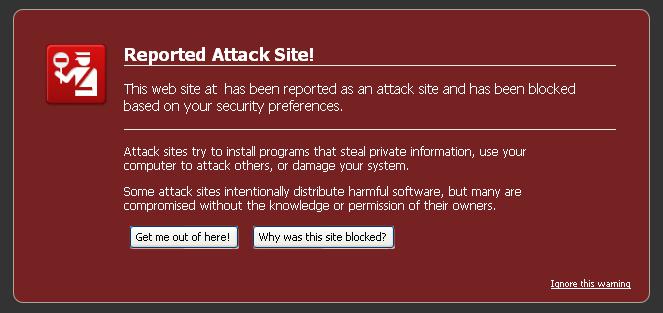 Reported Attack Site!
This web site at  has been reported as an attack site and has been blocked
based on your security preferences.
Attack sites try to install programs that steal private information, use your
computer to attack others, or damage your system.
Some attack sites intentionally distribute harmful software, but many are
compromised without the knowledge or permission of their owners.
Get me out of here!
Why was this site blocked?
Ignore this warning